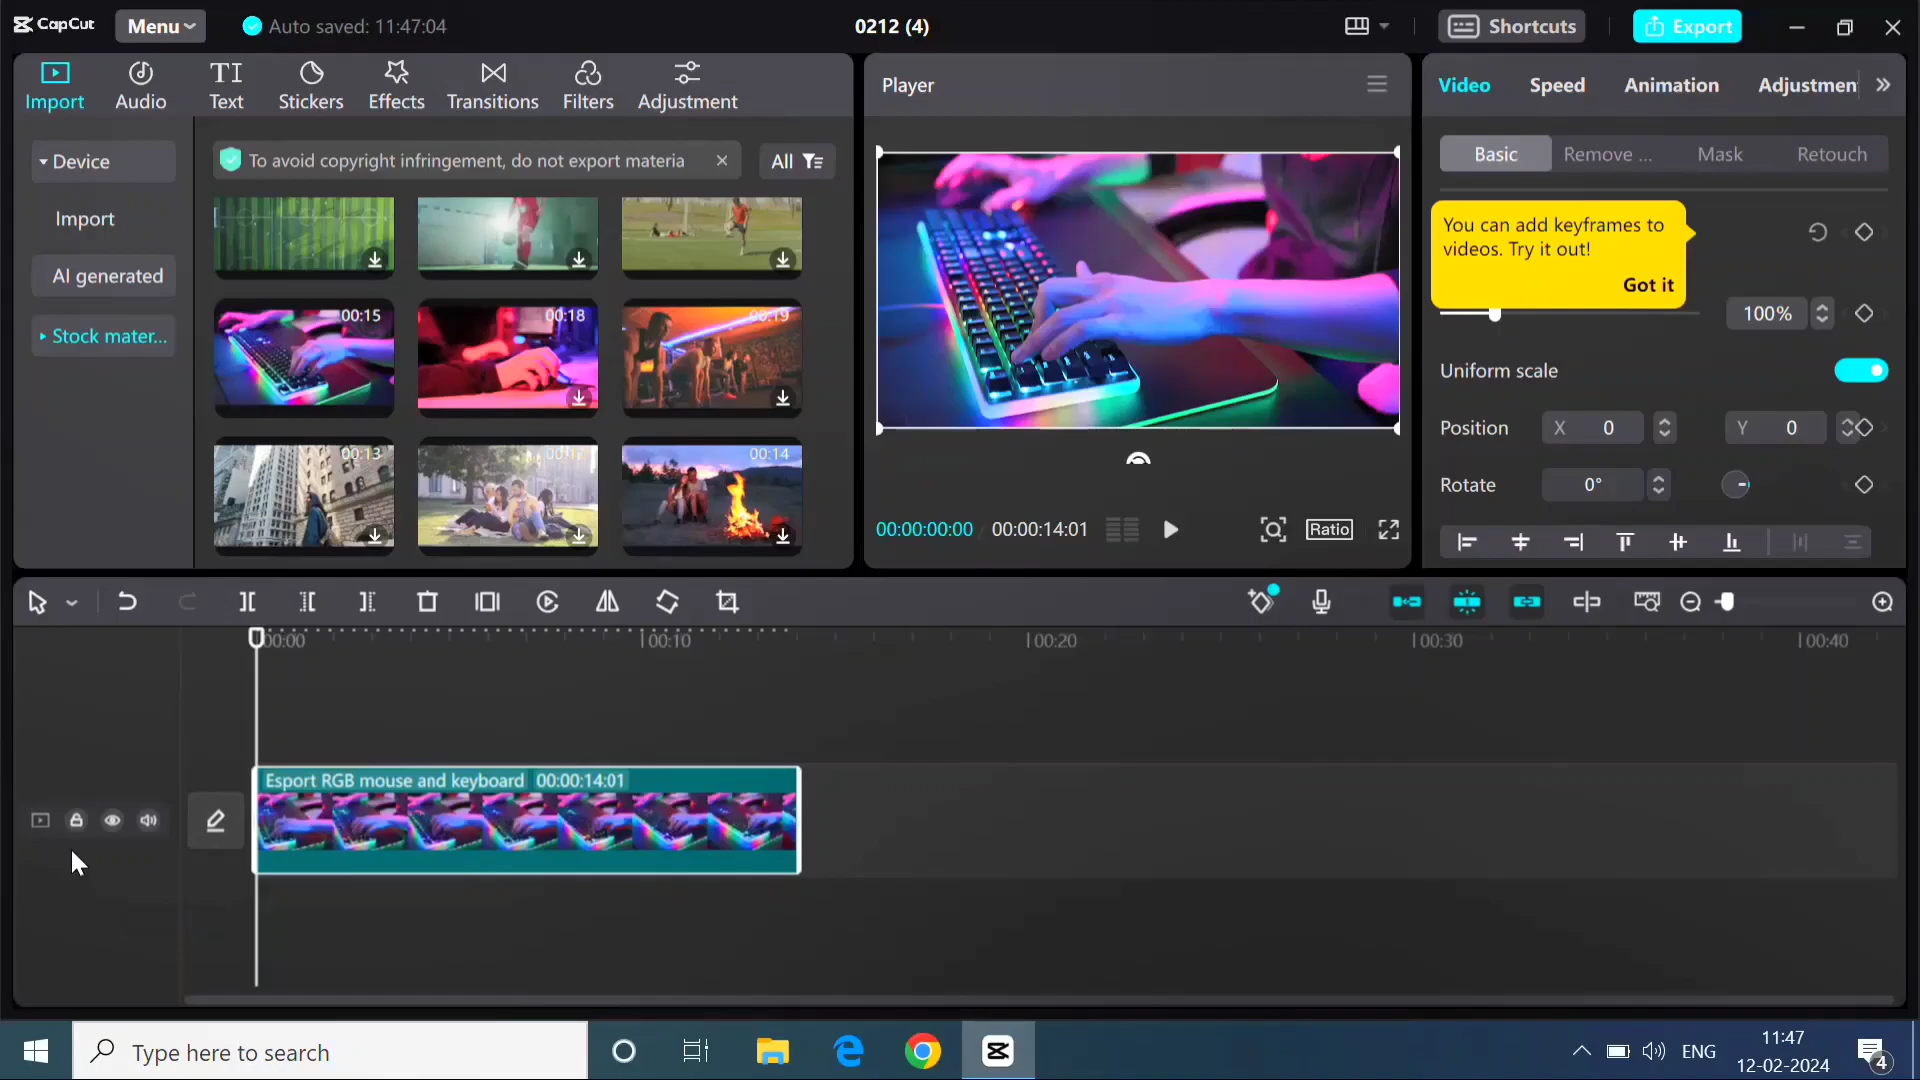 CapCut
Menu
Auto saved: 11:47:04
0212 (4)
Shortcuts
Export
Import
Audio
TI
Text
Stickers
Effects
Transitions
Filters
Adjustment
Player
Video
Speed
Animation
Adjustmen
Device
Import
AI generated
Stock mater...
To avoid copyright infringement, do not export materia
All
00:15
00:18
00:19
00:13
00:14
Basic
Remove ...
Mask
Retouch
You can add keyframes to
videos. Try it out!
Got it
100%
Uniform scale
Position
X 0
Y 0
Rotate
0°
00:00:00:00
00:00:14:01
Ratio
00:00
00:10
00:20
00:30
00:40
Esport RGB mouse and keyboard 00:00:14:01
Type here to search
ENG
11:47
12-02-2024
4